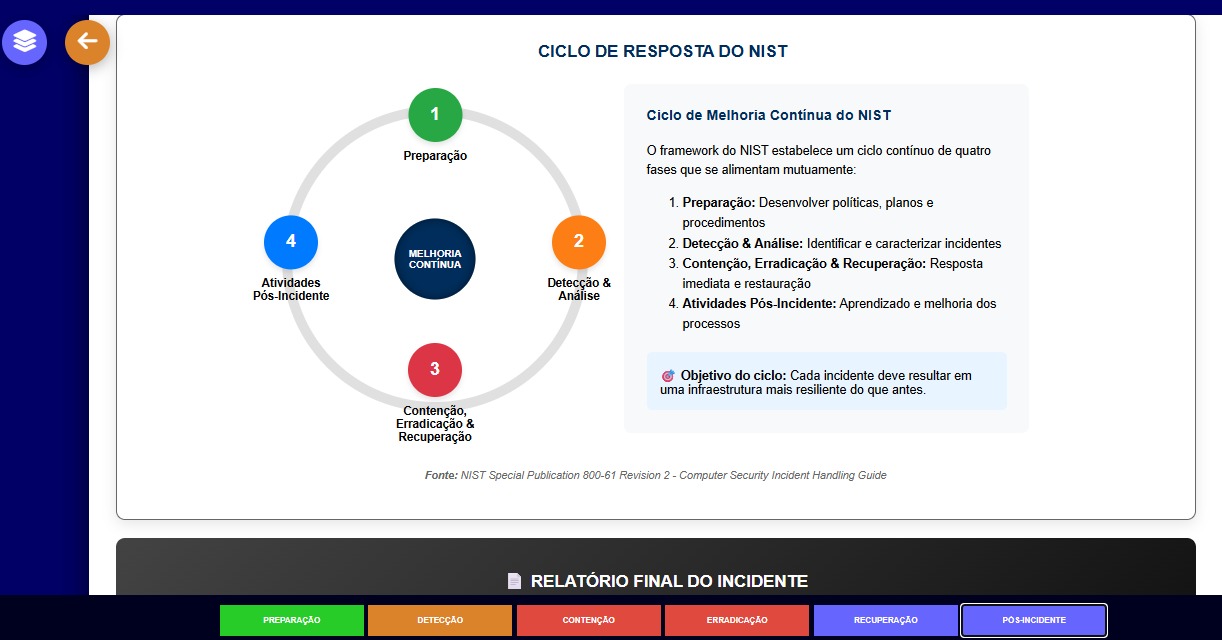 CICLO DE RESPOSTA DO NIST
1
Preparação
2
Detecção &
Análise
3
Contenção,
Erradicação &
Recuperação
4
Atividades
Pós-Incidente
MELHORIA
CONTÍNUA
Ciclo de Melhoria Contínua do NIST
O framework do NIST estabelece um ciclo contínuo de quatro
fases que se alimentam mutuamente:
1. Preparação: Desenvolver políticas, planos e
procedimentos
2. Detecção & Análise: Identificar e caracterizar incidentes
3. Contenção, Erradicação & Recuperação: Resposta
imediata e restauração
4. Atividades Pós-Incidente: Aprendizado e melhoria dos
processos
Objetivo do ciclo: Cada incidente deve resultar em
uma infraestrutura mais resiliente do que antes.
Fonte: NIST Special Publication 800-61 Revision 2 - Computer Security Incident Handling Guide
RELATÓRIO FINAL DO INCIDENTE
PREPARAÇÃO
DETECÇÃO
CONTENÇÃO
ERRADICAÇÃO
RECUPERAÇÃO
PÓS-INCIDENTE